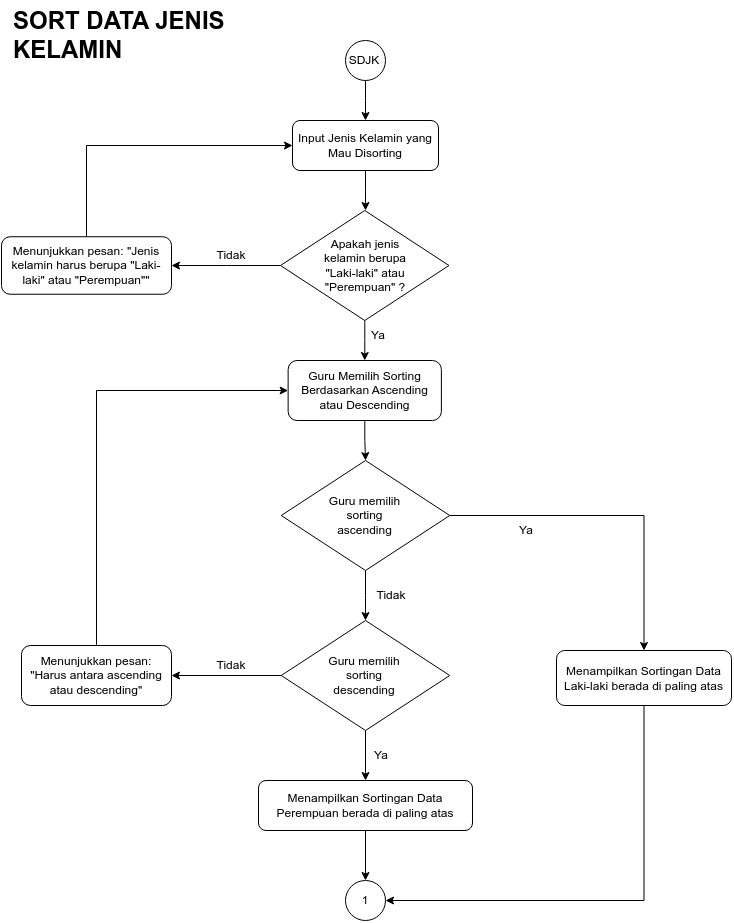 SORT DATA JENIS
KELAMIN
SDJK
Input Jenis Kelamin yang
Mau Disorting
Apakah jenis
kelamin berupa
"Laki-laki" atau
"Perempuan" ?
Tidak
Menunjukkan pesan: "Jenis
kelamin harus berupa "Laki-
laki" atau "Perempuan""
Ya
Guru Memilih Sorting
Berdasarkan Ascending
atau Descending
Guru memilih
sorting
ascending
Ya
Tidak
Guru memilih
sorting
descending
Tidak
Menunjukkan pesan:
"Harus antara ascending
atau descending"
Menampilkan Sortingan Data
Laki-laki berada di paling atas
Ya
Menampilkan Sortingan Data
Perempuan berada di paling atas
1